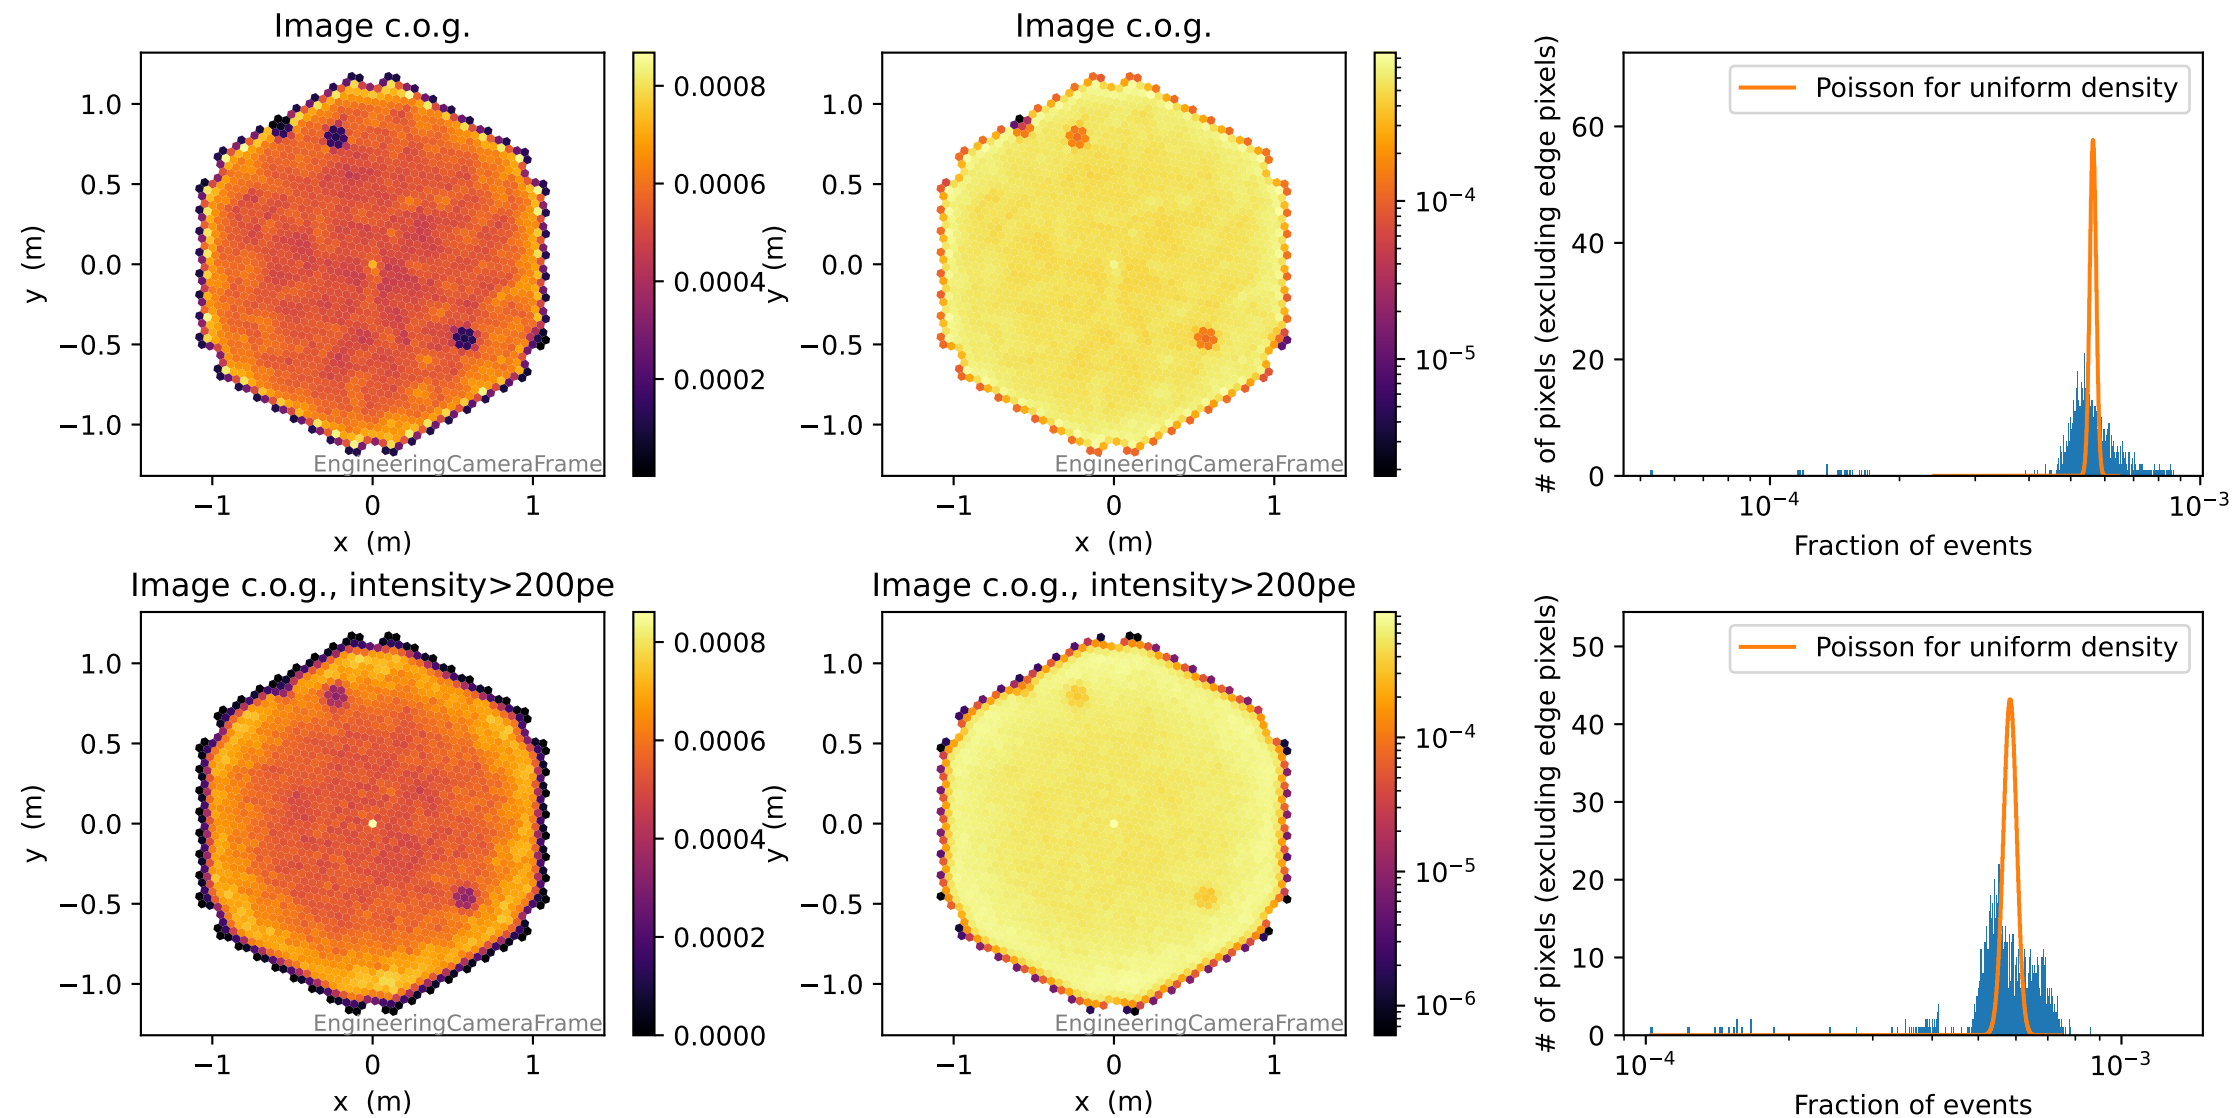 Image c.o.g.
1.0
0.5
0.0
−0.5
−1.0
y (m)
EngineeringCameraFrame
−1 0 1
x (m)
0.0008
0.0006
0.0004
0.0002
Image c.o.g.
1.0
0.5
0.0
−0.5
−1.0
y (m)
EngineeringCameraFrame
−1 0 1
x (m)
10−4
10−5
Poisson for uniform density
# of pixels (excluding edge pixels)
60
40
20
0
10−4 10−3
Fraction of events
Image c.o.g., intensity>200pe
1.0
0.5
0.0
−0.5
−1.0
y (m)
EngineeringCameraFrame
−1 0 1
x (m)
0.0008
0.0006
0.0004
0.0002
0.0000
Image c.o.g., intensity>200pe
1.0
0.5
0.0
−0.5
−1.0
y (m)
EngineeringCameraFrame
−1 0 1
x (m)
10−4
10−5
10−6
Poisson for uniform density
# of pixels (excluding edge pixels)
50
40
30
20
10
0
10−4 10−3
Fraction of events